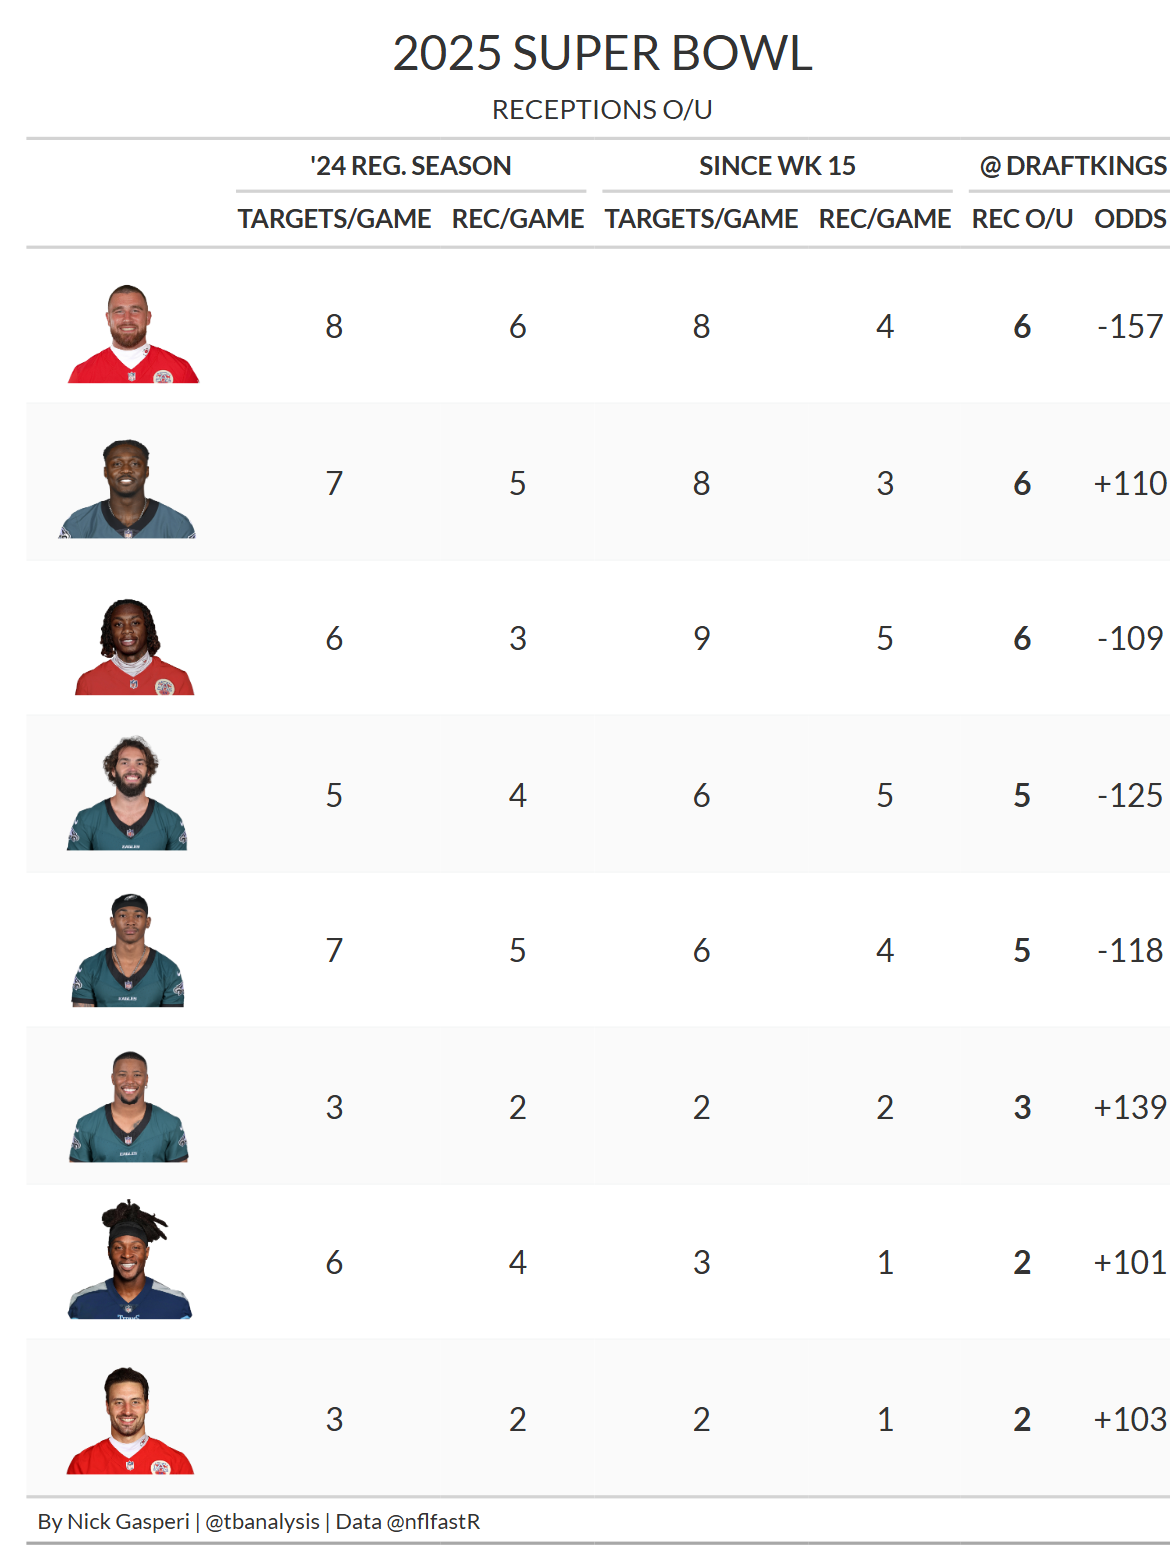 2025 SUPER BOWL
RECEPTIONS O/U
'24 REG. SEASON SINCE WK 15 @ DRAFTKINGS
TARGETS/GAME REC/GAME TARGETS/GAME REC/GAME REC O/U ODDS
8 6 8 4 6 -157
7 5 8 3 6 +110
6 3 9 5 6 -109
5 4 6 5 5 -125
EAGLES
7 5 6 4 5 -118
EAGLES
3 2 2 2 3 +139
EAGLES
6 4 3 1 2 +101
3 2 2 1 2 +103
By Nick Gasperi | @tbanalysis | Data @nflfastR